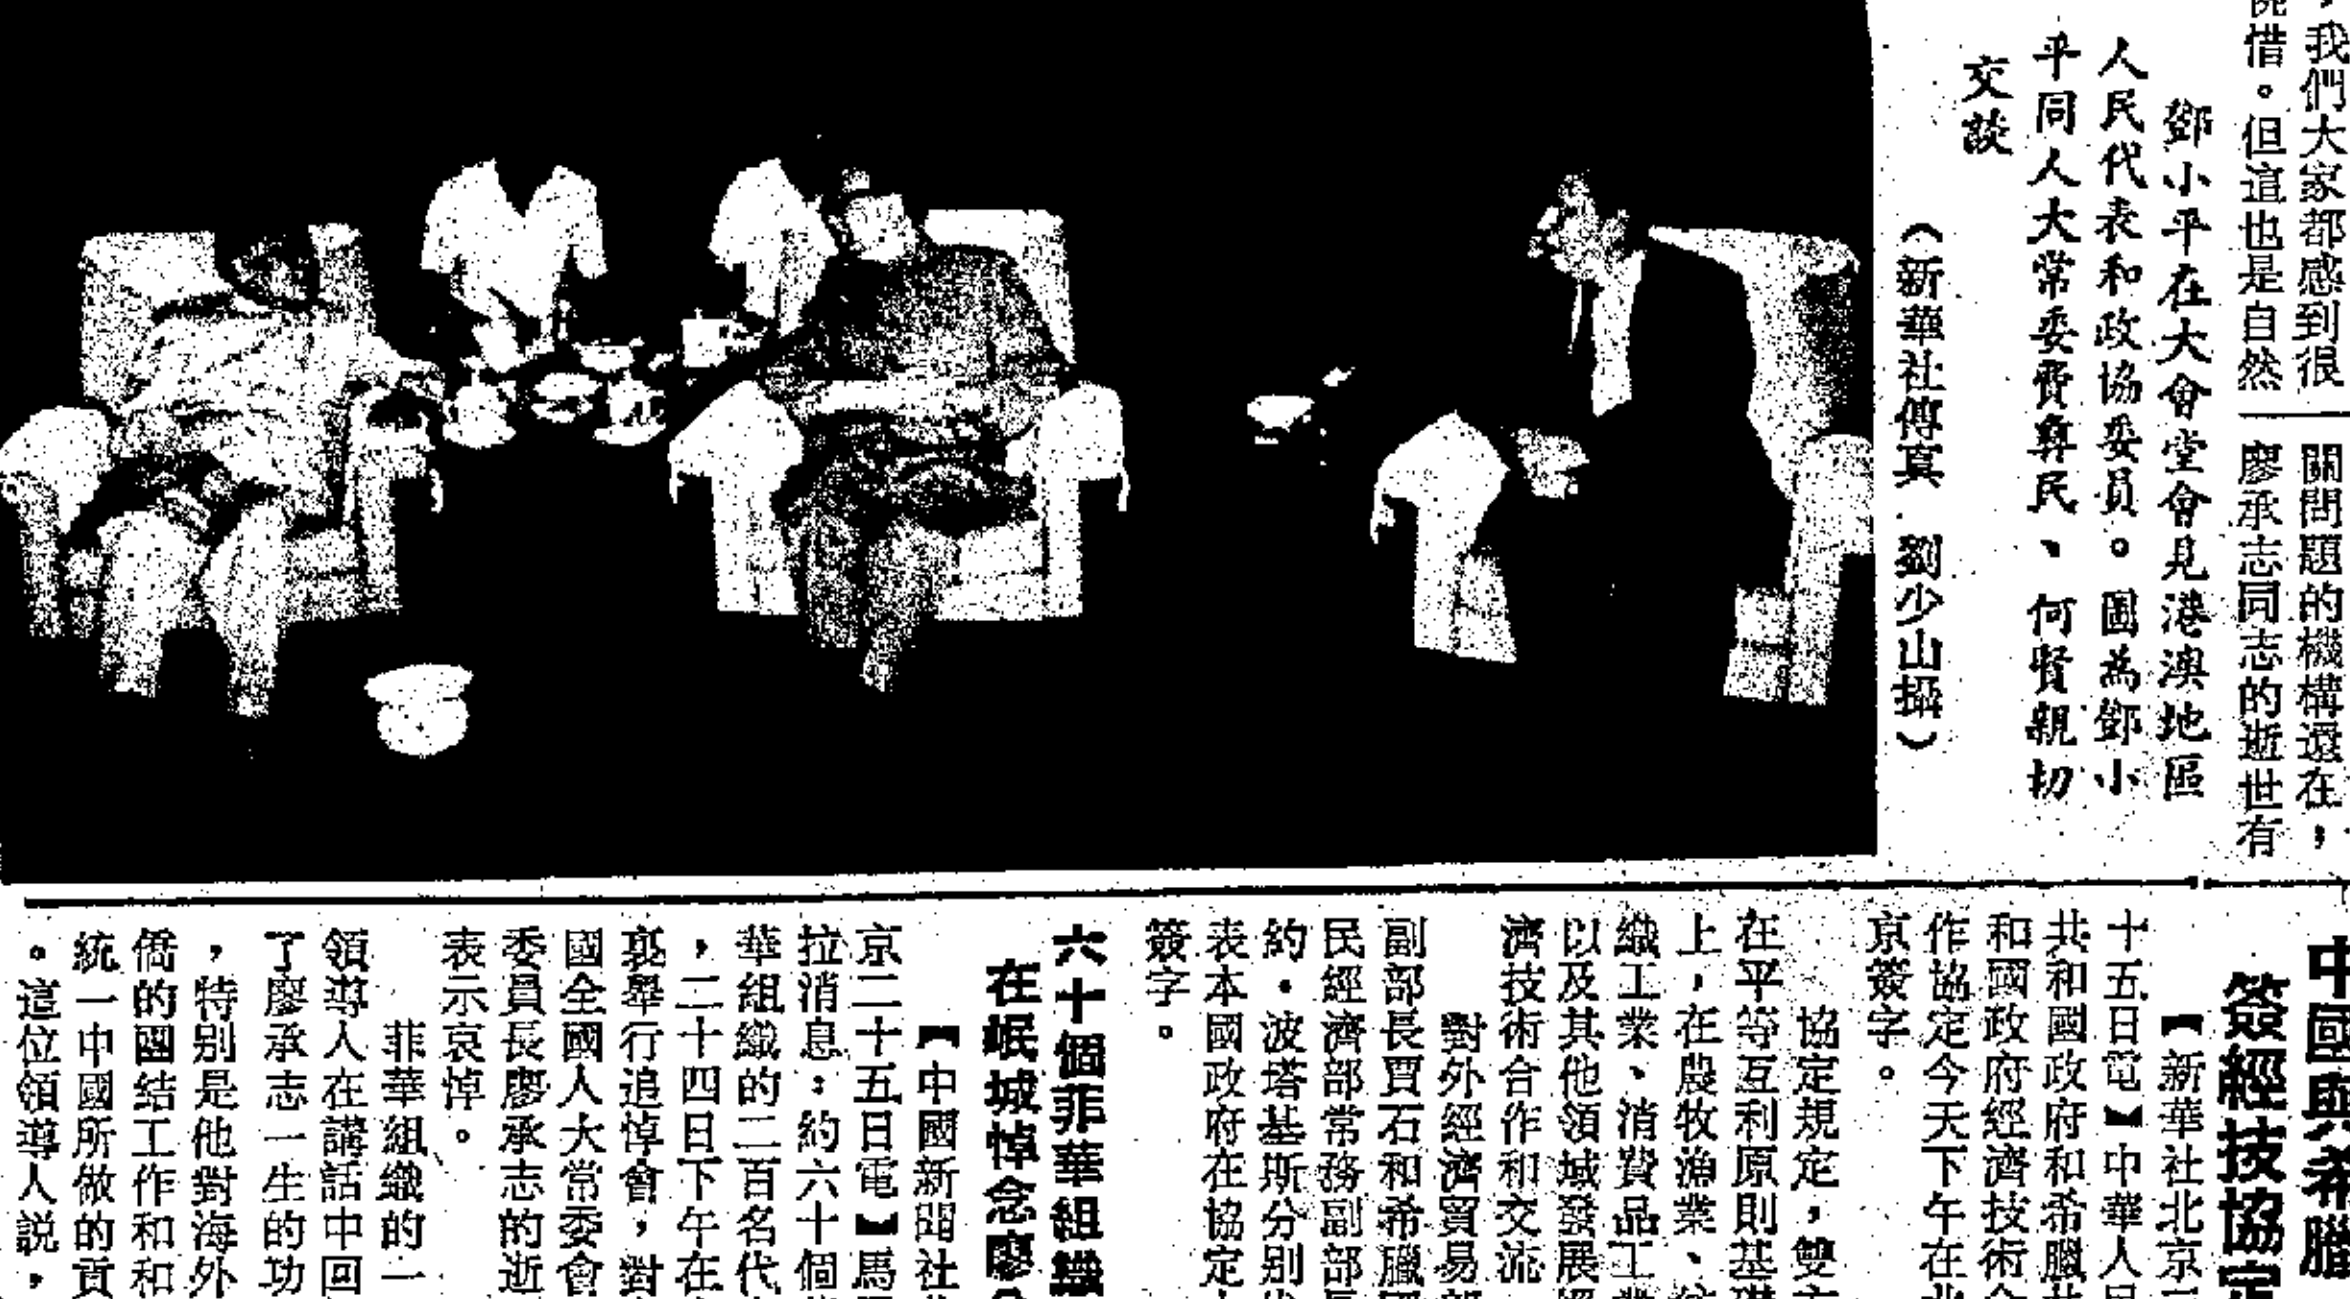 ，我們大家都感到很
惜。但這也是自然
關問題的機構還在，
廖承志同志的逝世有
鄧小平在大會堂會見港澳地區
人民代表和政協委員。圖為鄧小
平同人大常委費彝民、何賢親切
交談
（新華社傳真 劉少山攝）
中國與希臘
簽經技協定
【新華社北京二
十五日電】中華人民
共和國政府和希臘共
和國政府經濟技術合
作協定今天下午在北
京簽字。
協定規定，雙方
在平等互利原則基礎
上，在農牧漁業、紡
織工業、消費品工業
以及其他領域發展
濟技術合作和交流
對外經濟貿易部
副部長賈石和希臘國
民經濟部常務副部長
約．波塔基斯分別代
表本國政府在協定上
簽字。
六十個菲華組織
在岷城悼念廖公
【中國新聞社北
京二十五日電】馬尼
拉消息：約六十個菲
華組織的二百名代表
，二十四日下午在
裏舉行追悼會，對
國全國人大常委會
委員長廖承志的逝
表示哀悼。
菲華組織的一
領導人在講話中回
了廖承志一生的功
，特別是他對海外
僑的團結工作和和
統一中國所做的貢
。這位領導人説，